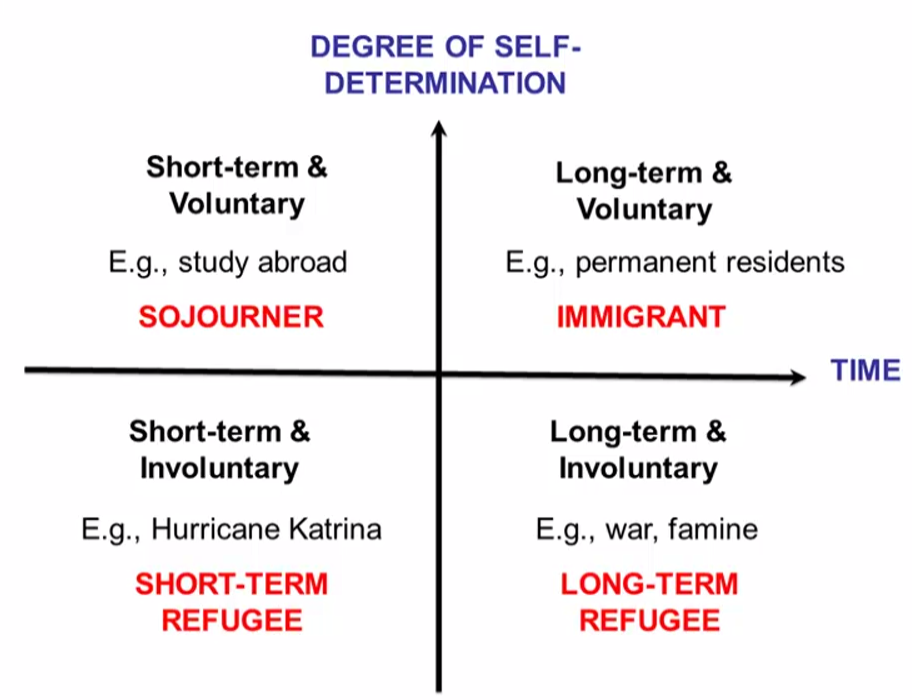 DEGREE OF SELF-
DETERMINATION
Short-term &
Voluntary
E.g., study abroad
SOJOURNER
Long-term &
Voluntary
E.g., permanent residents
IMMIGRANT
TIME
Short-term &
Involuntary
E.g., Hurricane Katrina
SHORT-TERM
REFUGEE
Long-term &
Involuntary
E.g., war, famine
LONG-TERM
REFUGEE